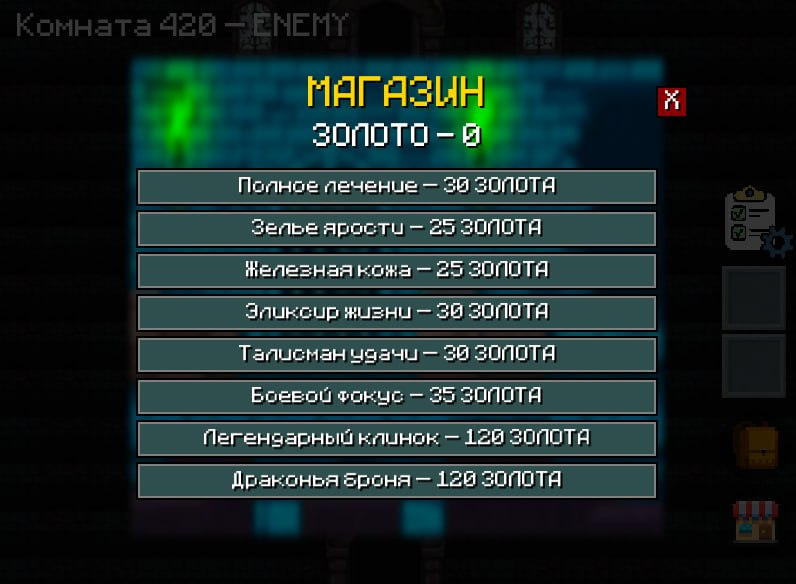 Комната 420 — ENEMY
МАГАЗИН
X
ЗОЛОТО — 0
Полное лечение — 30 ЗОЛОТА
Зелье ярости — 25 ЗОЛОТА
Железная кожа — 25 ЗОЛОТА
Эликсир жизни — 30 ЗОЛОТА
Талисман удачи — 30 ЗОЛОТА
Боевой фокус — 35 ЗОЛОТА
Легендарный клинок — 120 ЗОЛОТА
Драконья броня — 120 ЗОЛОТА